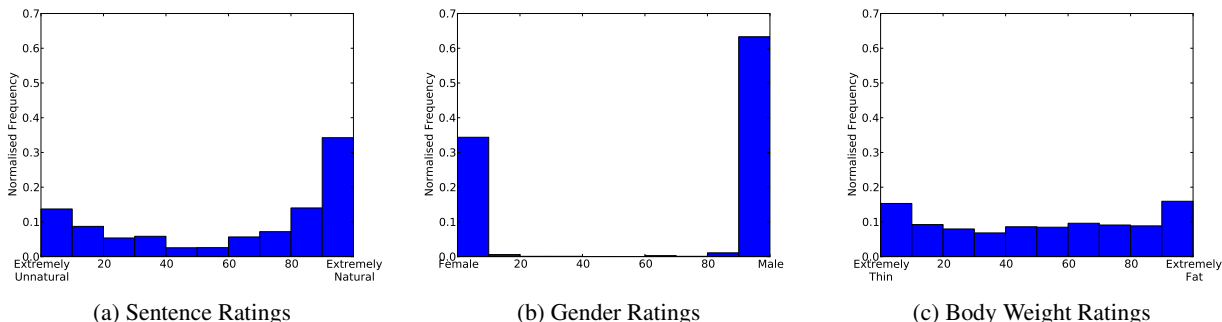 0.7
0.6
0.5
0.4
0.3
0.2
0.1
0.0
Normalised Frequency
Extremely
Unnatural
20
40
60
80
Extremely
Natural
(a) Sentence Ratings
0.7
0.6
0.5
0.4
0.3
0.2
0.1
0.0
Normalised Frequency
Female
20
40
60
80
Male
(b) Gender Ratings
0.7
0.6
0.5
0.4
0.3
0.2
0.1
0.0
Normalised Frequency
Extremely
Thin
20
40
60
80
Extremely
Fat
(c) Body Weight Ratings